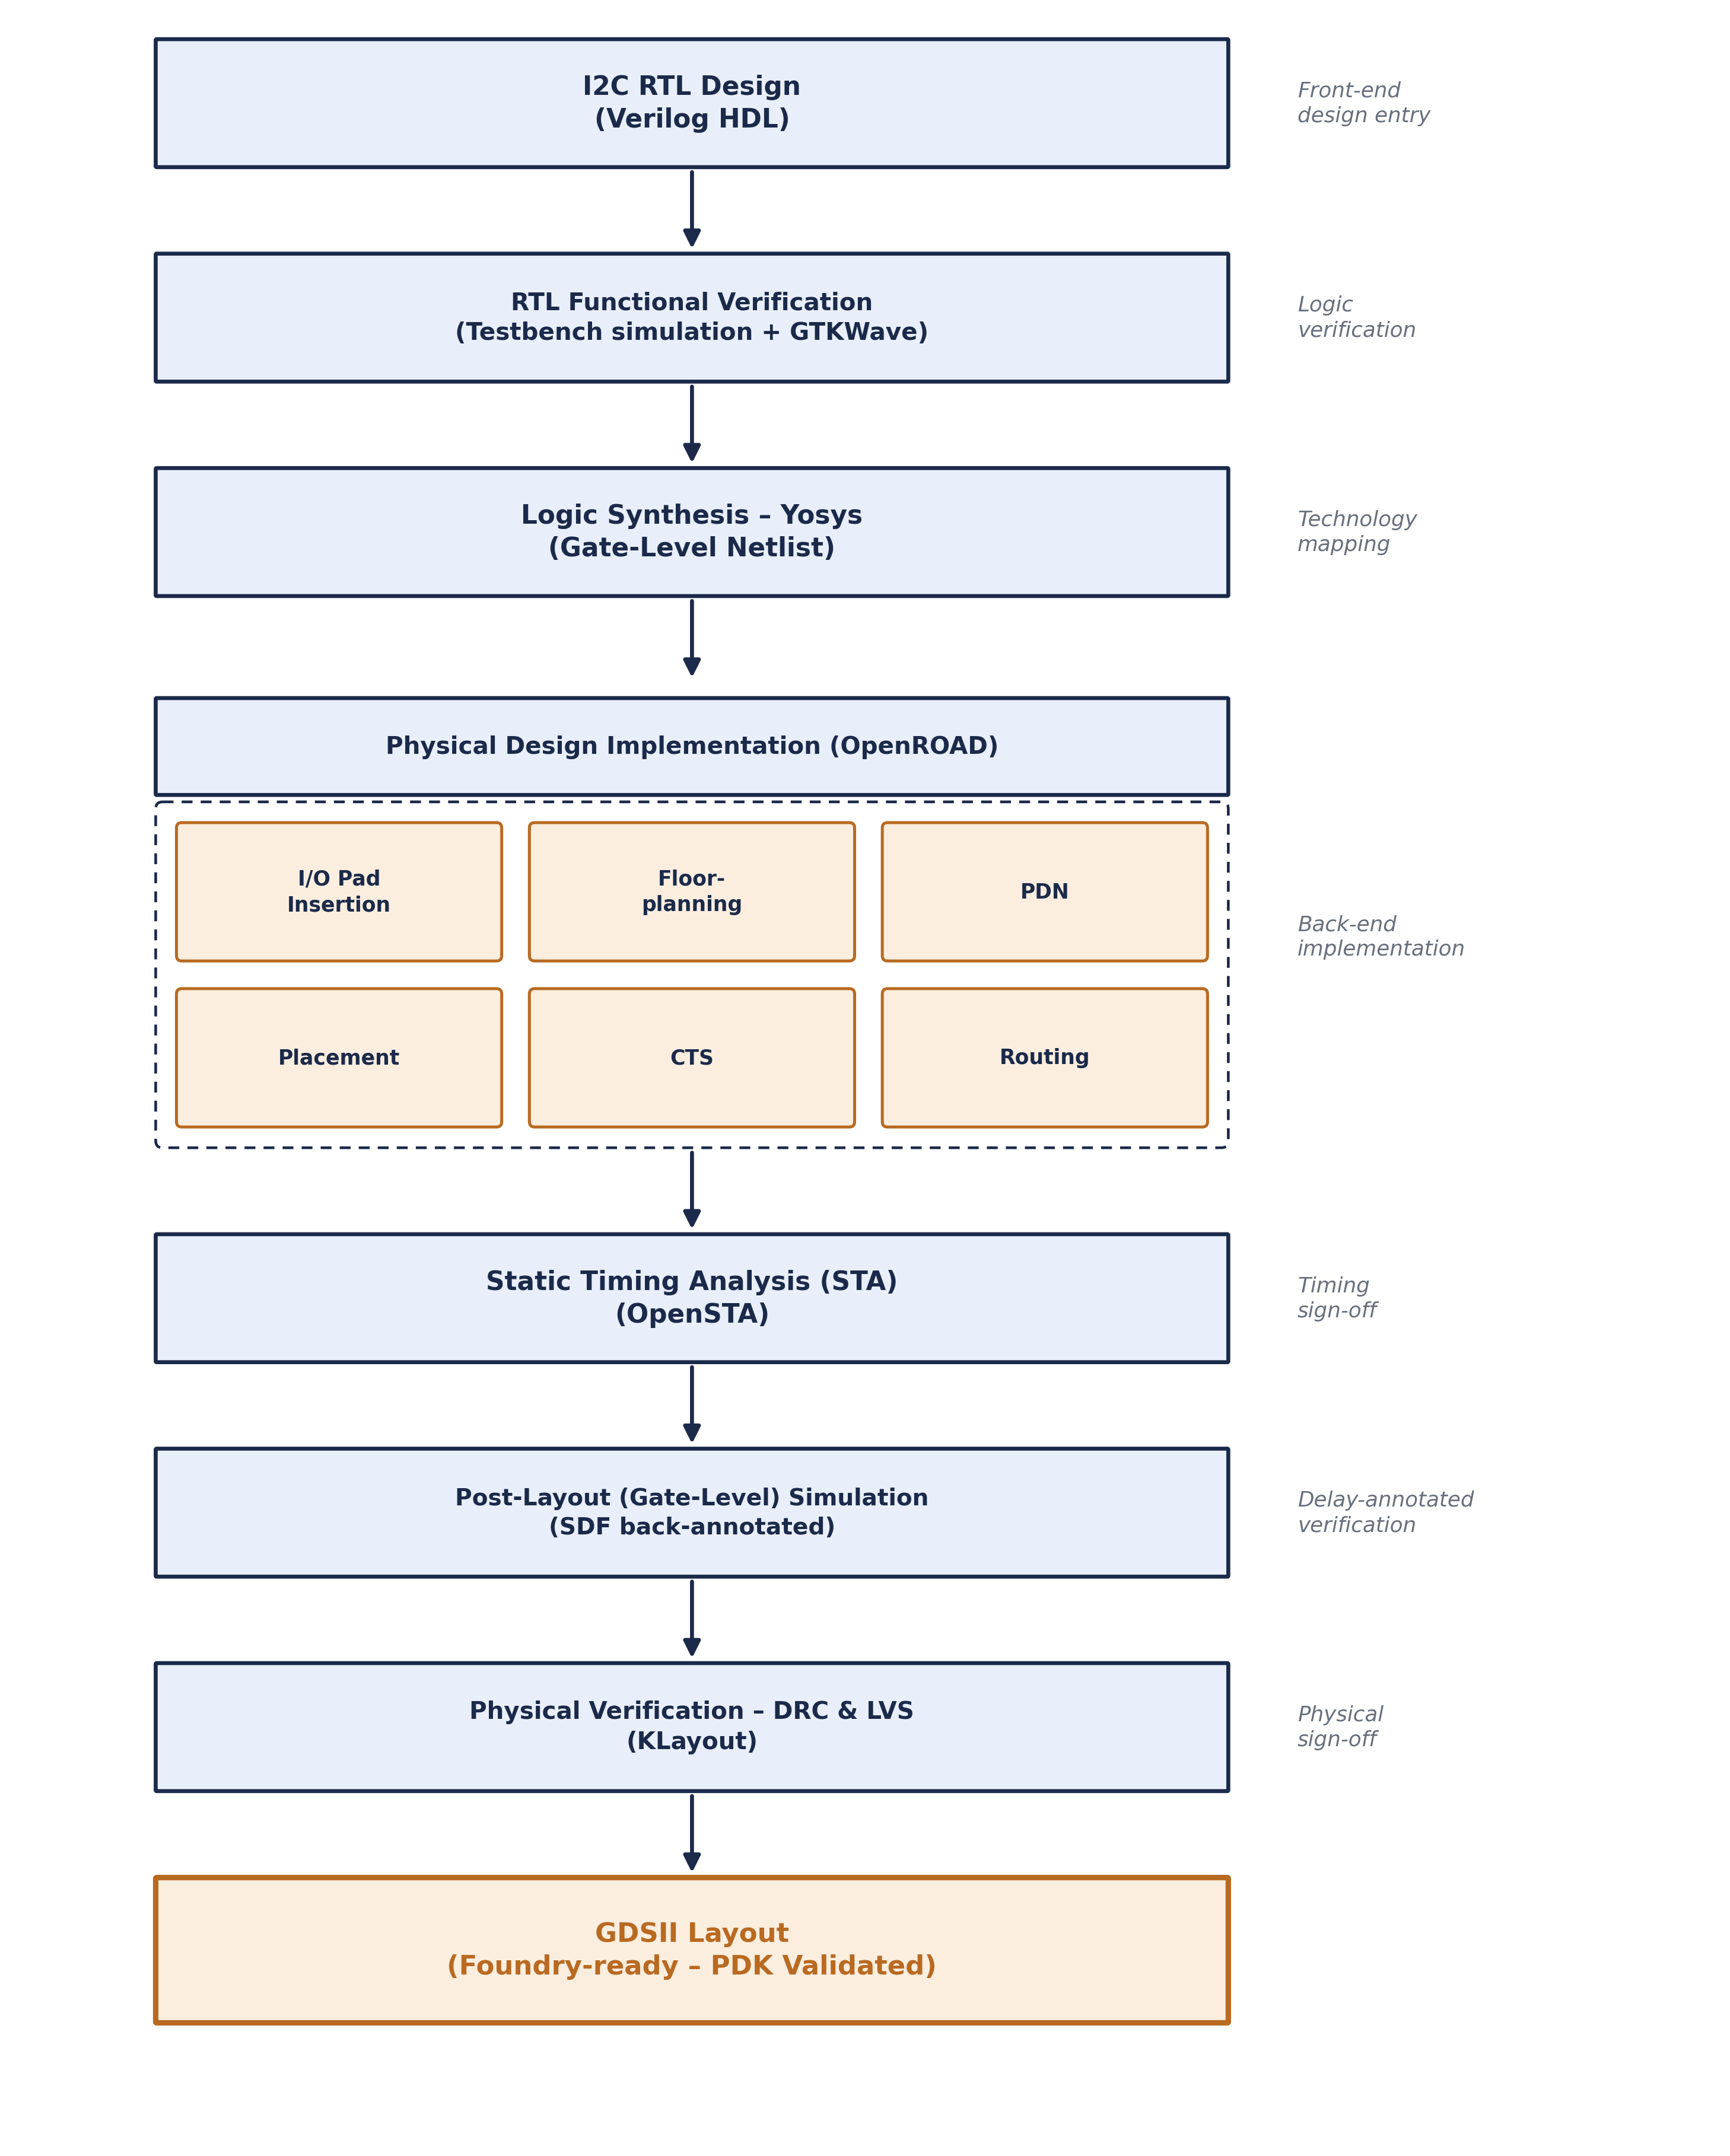 I2C RTL Design
(Verilog HDL)
Front-end
design entry
RTL Functional Verification
(Testbench simulation + GTKWave)
Logic
verification
Logic Synthesis – Yosys
(Gate-Level Netlist)
Technology
mapping
Physical Design Implementation (OpenROAD)
I/O Pad
Insertion
Floor-
planning
PDN
Back-end
implementation
Placement
CTS
Routing
Static Timing Analysis (STA)
(OpenSTA)
Timing
sign-off
Post-Layout (Gate-Level) Simulation
(SDF back-annotated)
Delay-annotated
verification
Physical Verification – DRC & LVS
(KLayout)
Physical
sign-off
GDSII Layout
(Foundry-ready – PDK Validated)